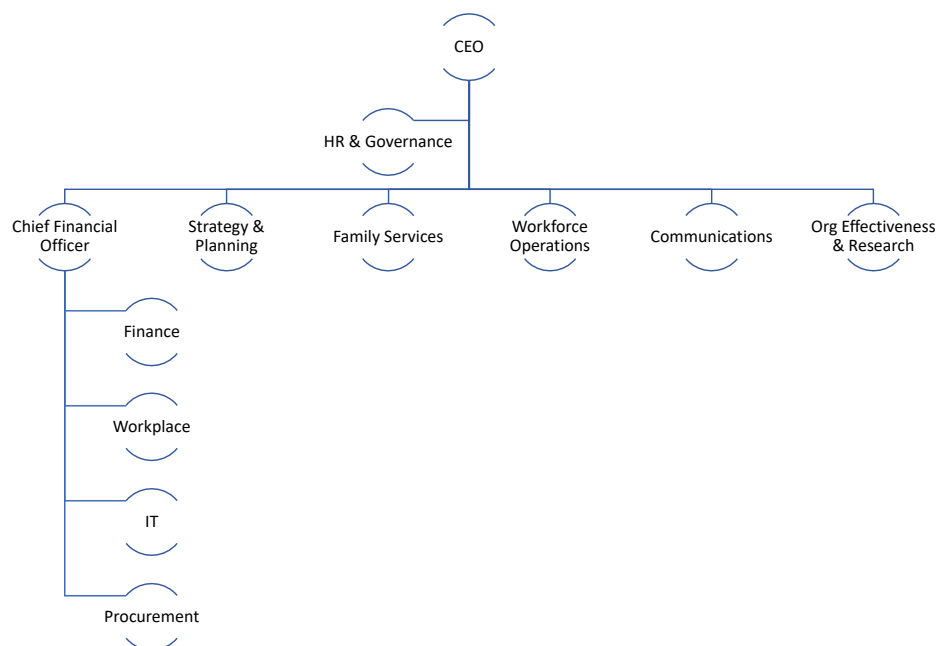 CEO
HR & Governance
Chief Financial
Officer
Strategy &
Planning
Family Services
Workforce
Operations
Communications
Org Effectiveness
& Research
Finance
Workplace
IT
Procurement